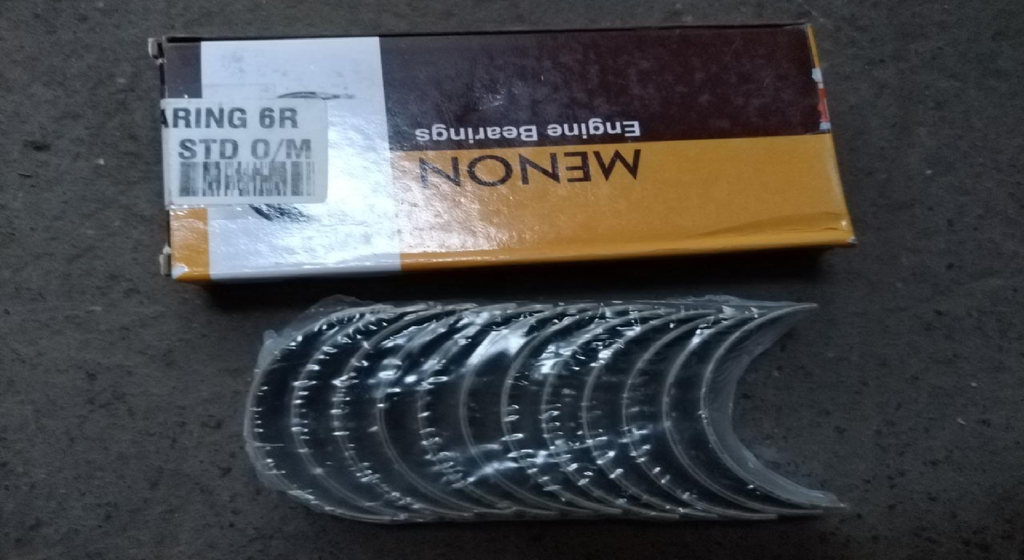 ARING 6R
STD O/M
MENON
Engine Bearings